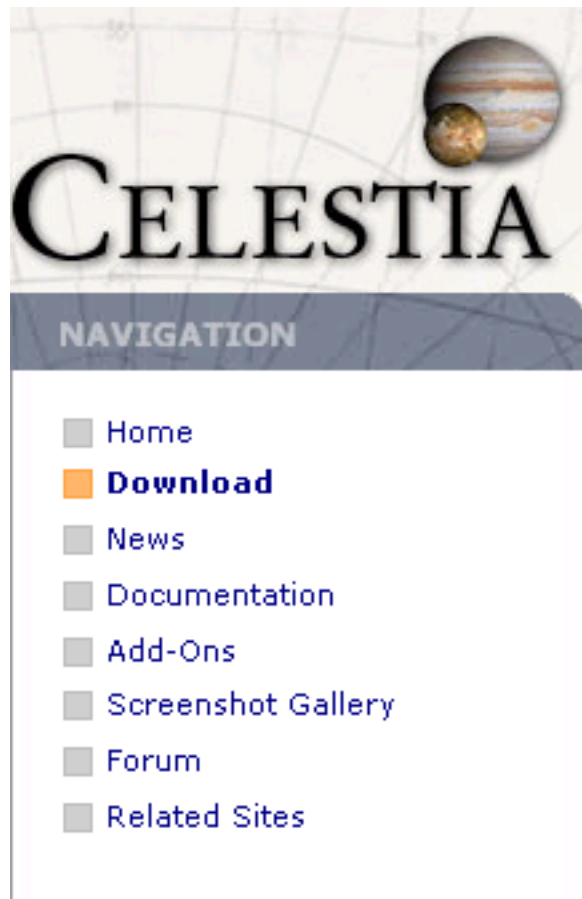 CELESTIA
NAVIGATION
Home
Download
News
Documentation
Add-Ons
Screenshot Gallery
Forum
Related Sites